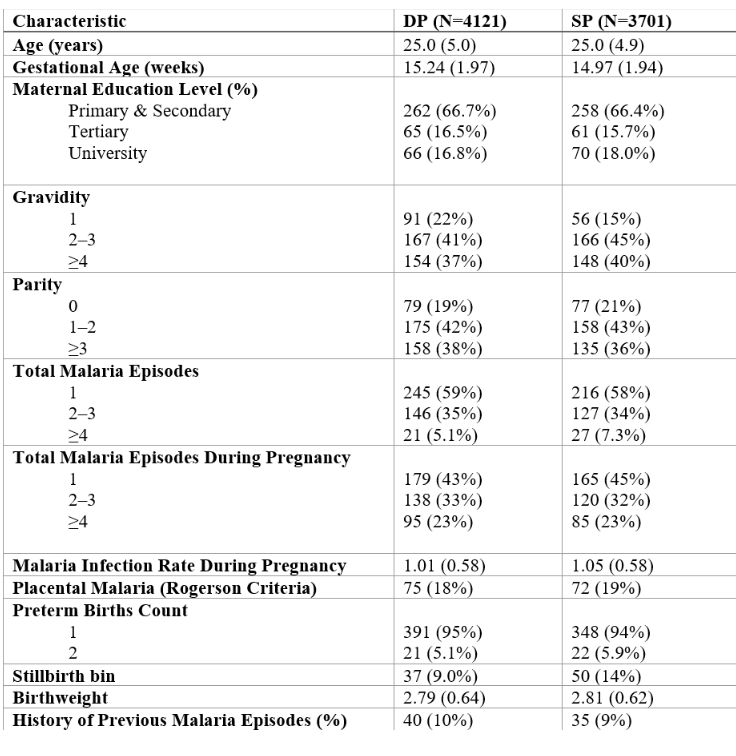 Characteristic DP (N=4121) SP (N=3701)
Age (years) 25.0 (5.0) 25.0 (4.9)
Gestational Age (weeks) 15.24 (1.97) 14.97 (1.94)
Maternal Education Level (%)
Primary & Secondary 262 (66.7%) 258 (66.4%)
Tertiary 65 (16.5%) 61 (15.7%)
University 66 (16.8%) 70 (18.0%)
Gravidity
1 91 (22%) 56 (15%)
2–3 167 (41%) 166 (45%)
≥4 154 (37%) 148 (40%)
Parity
0 79 (19%) 77 (21%)
1–2 175 (42%) 158 (43%)
≥3 158 (38%) 135 (36%)
Total Malaria Episodes
1 245 (59%) 216 (58%)
2–3 146 (35%) 127 (34%)
≥4 21 (5.1%) 27 (7.3%)
Total Malaria Episodes During Pregnancy
1 179 (43%) 165 (45%)
2–3 138 (33%) 120 (32%)
≥4 95 (23%) 85 (23%)
Malaria Infection Rate During Pregnancy 1.01 (0.58) 1.05 (0.58)
Placental Malaria (Rogerson Criteria) 75 (18%) 72 (19%)
Preterm Births Count
1 391 (95%) 348 (94%)
2 21 (5.1%) 22 (5.9%)
Stillbirth bin 37 (9.0%) 50 (14%)
Birthweight 2.79 (0.64) 2.81 (0.62)
History of Previous Malaria Episodes (%) 40 (10%) 35 (9%)